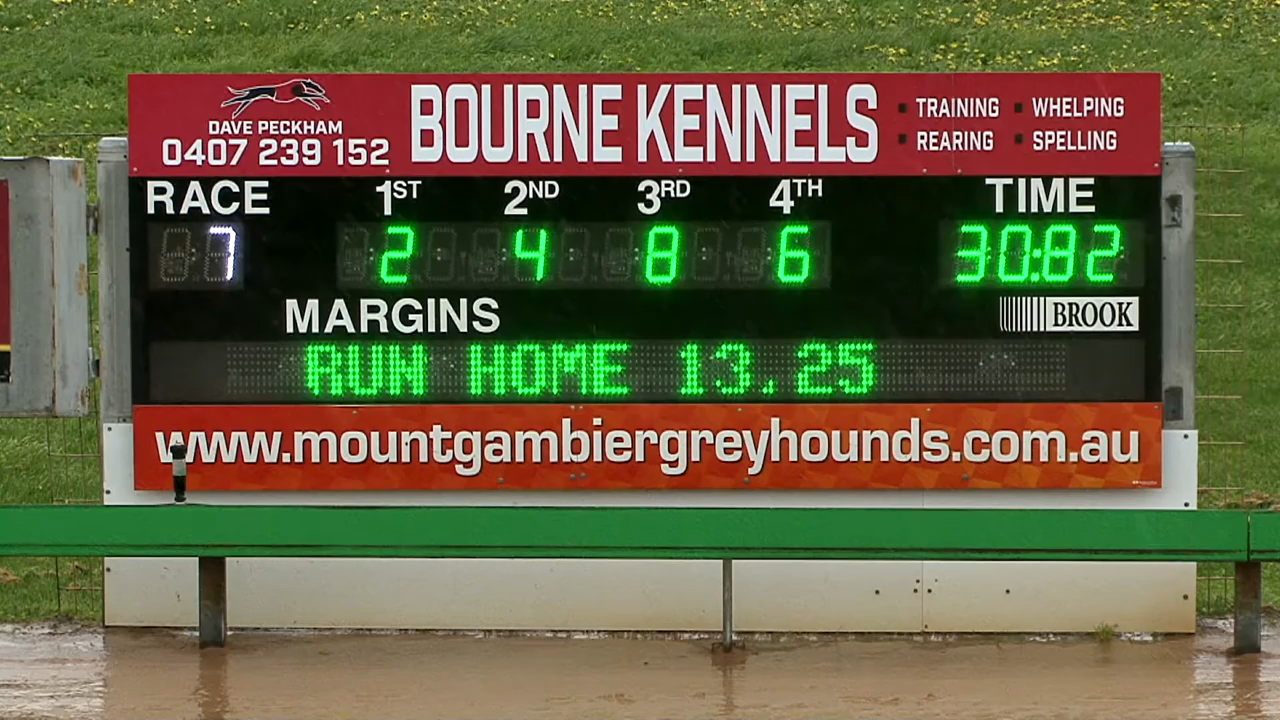 DAVE PECKHAM
0407 239 152
BOURNE KENNELS
TRAINING WHELPING
REARING SPELLING
RACE 1ST 2ND 3RD 4TH TIME
7 2 4 8 6 30:82
MARGINS
BROOK
RUN HOME 13.25
www.mountgambiergreyhounds.com.au